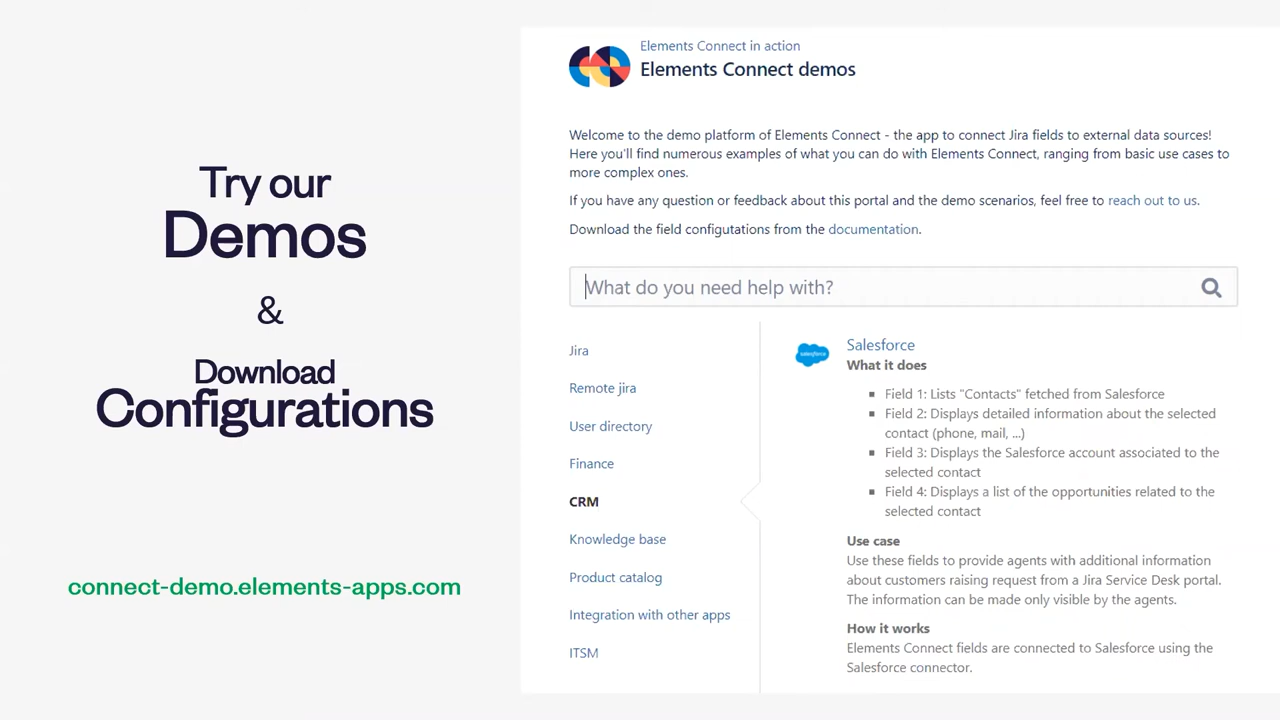 Try our
Demos
&
Download
Configurations
connect-demo.elements-apps.com
Elements Connect in action
Elements Connect demos
Welcome to the demo platform of Elements Connect - the app to connect Jira fields to external data sources!
Here you'll find numerous examples of what you can do with Elements Connect, ranging from basic use cases to
more complex ones.
If you have any question or feedback about this portal and the demo scenarios, feel free to reach out to us.
Download the field configutations from the documentation.
What do you need help with?
Jira
Remote jira
User directory
Finance
CRM
Knowledge base
Product catalog
Integration with other apps
ITSM
salesforce
Salesforce
What it does
Field 1: Lists "Contacts" fetched from Salesforce
Field 2: Displays detailed information about the selected
contact (phone, mail, ...)
Field 3: Displays the Salesforce account associated to the
selected contact
Field 4: Displays a list of the opportunities related to the
selected contact
Use case
Use these fields to provide agents with additional information
about customers raising request from a Jira Service Desk portal.
The information can be made only visible by the agents.
How it works
Elements Connect fields are connected to Salesforce using the
Salesforce connector.